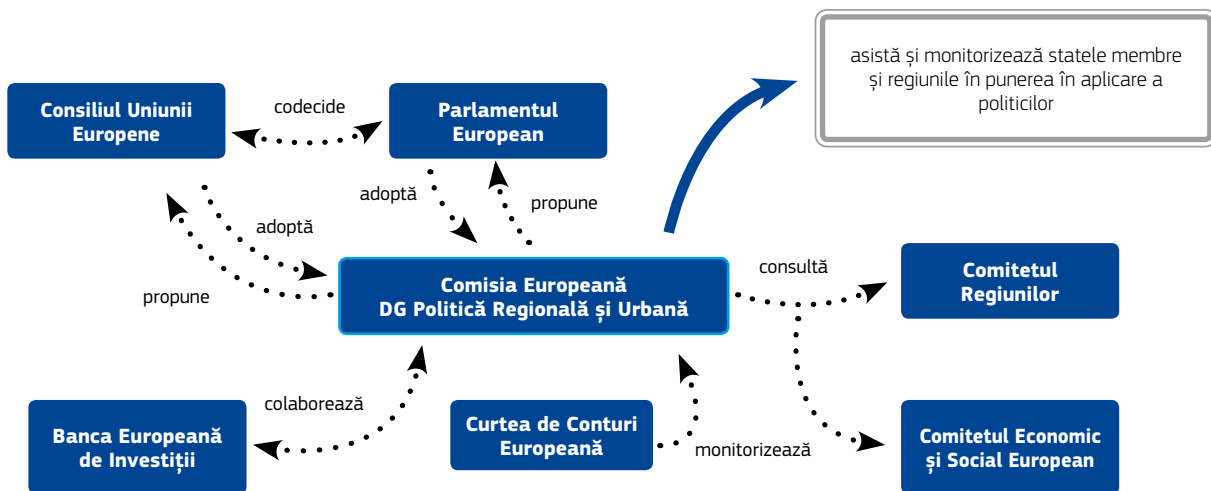 asistă și monitorizează statele membre
și regiunile în punerea în aplicare a
politicilor
Consiliul Uniunii
Europene
codecide
Parlamentul
European
adoptă
propune
adoptă
propune
Comisia Europeană
DG Politică Regională și Urbană
consultă
Comitetul
Regiunilor
colaborează
Banca Europeană
de Investiții
Curtea de Conturi
Europeană
monitorizează
Comitetul Economic
și Social European